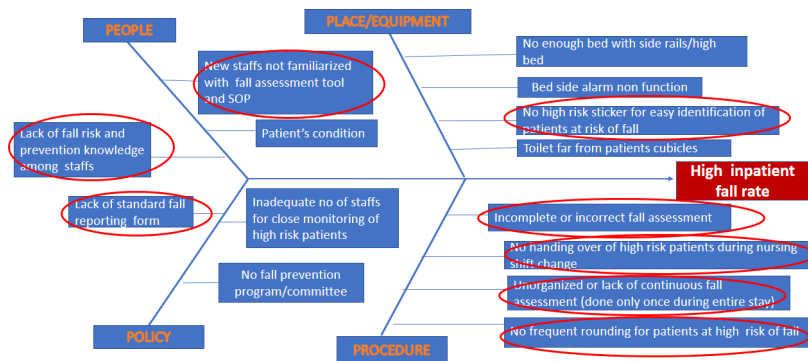 PEOPLE
PLACE/EQUIPMENT
New staffs not familiarized
with fall assessment tool
and SOP
Patient's condition
Lack of fall risk and
prevention knowledge
among staffs
No enough bed with side rails/high
bed
Bed side alarm non function
No high risk sticker for easy identification of
patients at risk of fall
Toilet far from patients cubicles
High inpatient
fall rate
Lack of standard fall
reporting form
Inadequate no of staffs
for close monitoring of
high risk patients
No fall prevention
program/committee
Incomplete or incorrect fall assessment
No handing over of high risk patients during nursing
shift change
Unorganized or lack of continuous fall
assessment (done only once during entire stay)
No frequent rounding for patients at high risk of fall
POLICY
PROCEDURE